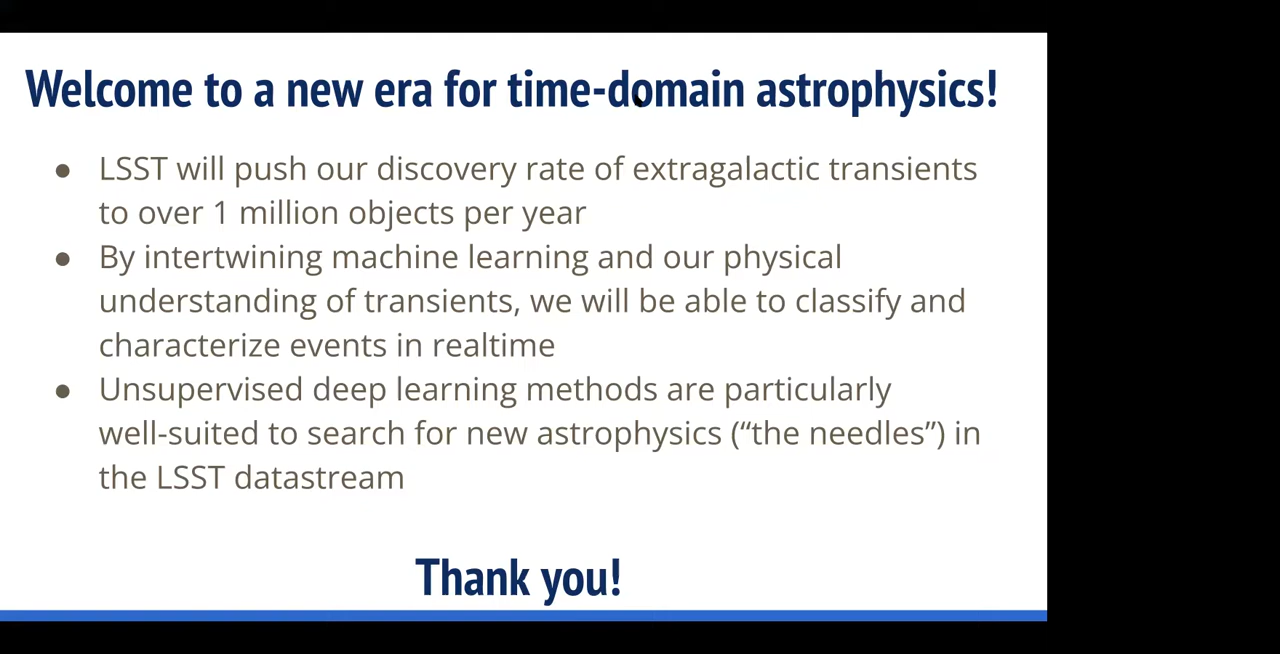 Welcome to a new era for time-domain astrophysics!
● LSST will push our discovery rate of extragalactic transients
to over 1 million objects per year
● By intertwining machine learning and our physical
understanding of transients, we will be able to classify and
characterize events in realtime
● Unsupervised deep learning methods are particularly
well-suited to search for new astrophysics (“the needles”) in
the LSST datastream
Thank you!